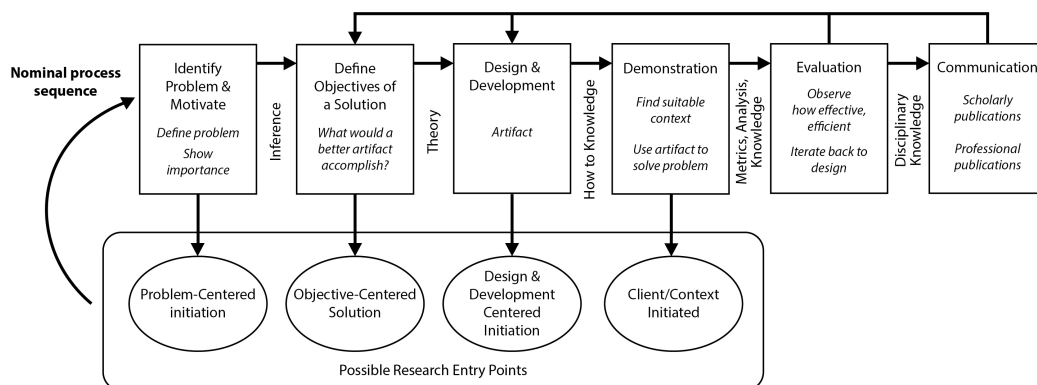 Nominal process
sequence
Identify
Problem &
Motivate
Define problem
Show
importance
Inference
Define
Objectives of
a Solution
What would a
better artifact
accomplish?
Theory
Design &
Development
Artifact
How to Knowledge
Demonstration
Find suitable
context
Use artifact to
solve problem
Metrics, Analysis,
Knowledge
Evaluation
Observe
how effective,
efficient
Iterate back to
design
Disciplinary
Knowledge
Communication
Scholarly
publications
Professional
publications
Problem-Centered
initiation
Objective-Centered
Solution
Design &
Development
Centered
Initiation
Client/Context
Initiated
Possible Research Entry Points